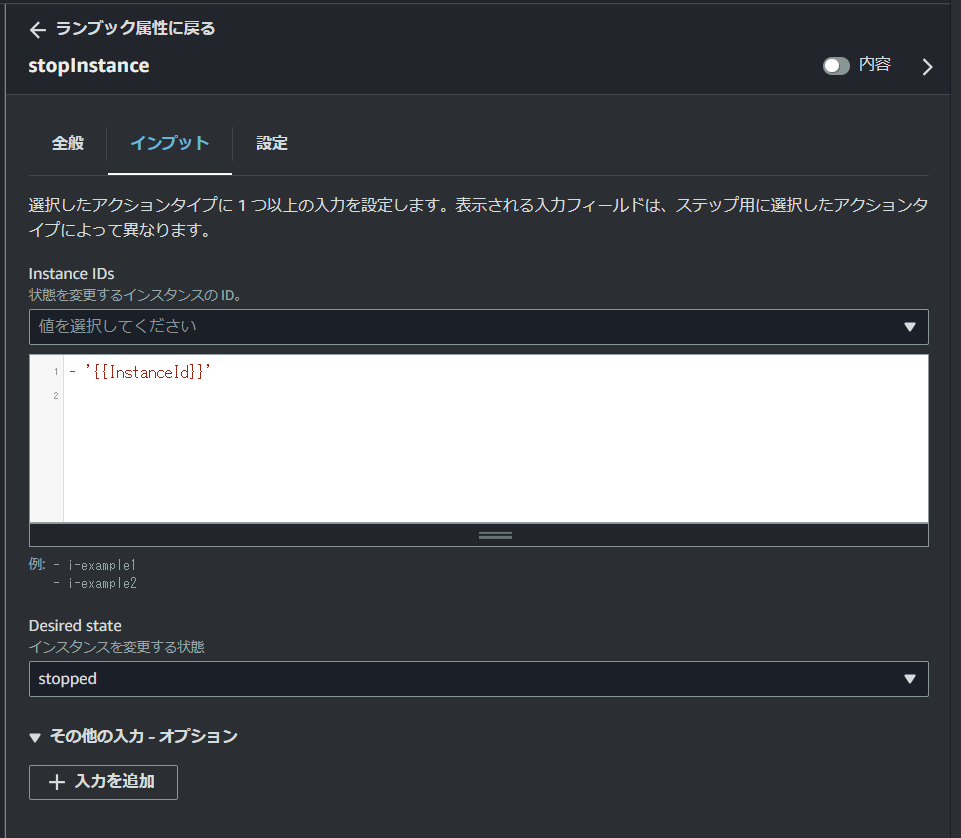 ← ランブック属性に戻る
stopInstance
内容
全般
インプット
設定
選択したアクションタイプに 1 つ以上の入力を設定します。表示される入力フィールドは、ステップ用に選択したアクションタ
イプによって異なります。
Instance IDs
状態を変更するインスタンスの ID。
値を選択してください
1 - '{{InstanceId}}'
2
例: - i-example1
- i-example2
Desired state
インスタンスを変更する状態
stopped
▼ その他の入力 - オプション
+ 入力を追加